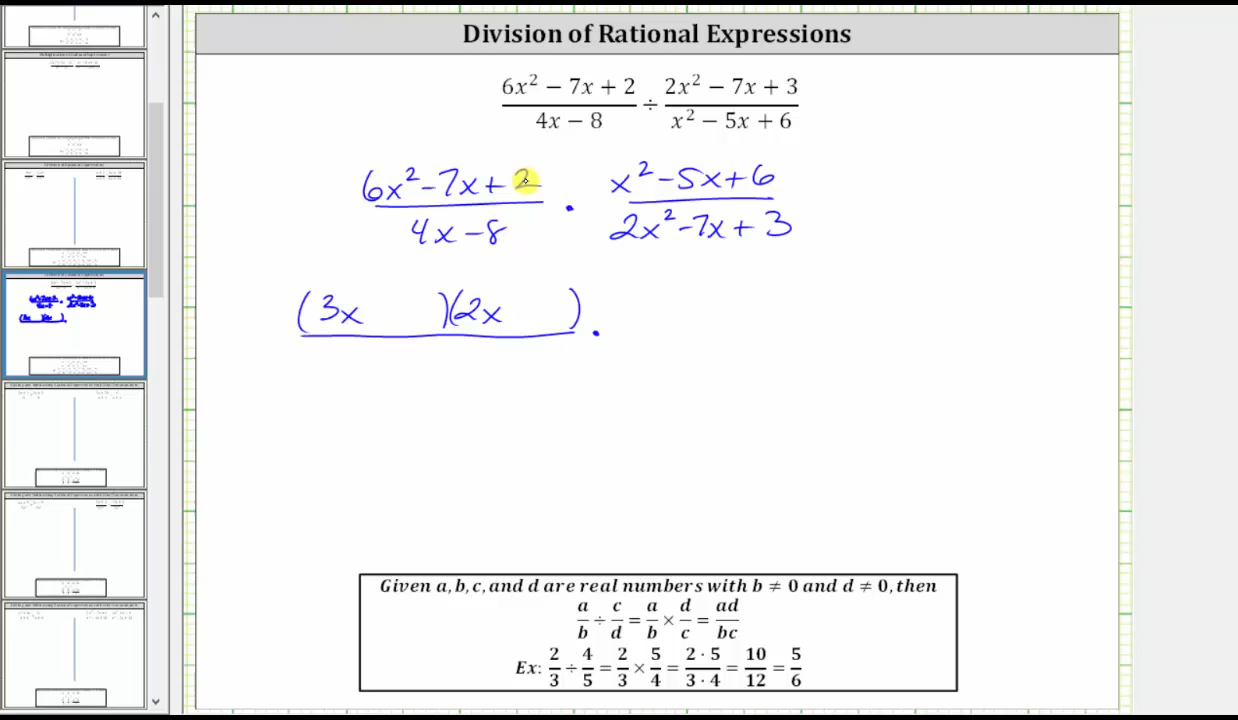 Division of Rational Expressions
6x² − 7x + 2 / 4x − 8 ÷ 2x² − 7x + 3 / x² − 5x + 6
6x² - 7x + 2 / 4x - 8 · x² - 5x + 6 / 2x² - 7x + 3
(3x )(2x ) ·
Given a, b, c, and d are real numbers with b ≠ 0 and d ≠ 0, then
a/b ÷ c/d = a/b × d/c = ad/bc
Ex: 2/3 ÷ 4/5 = 2/3 × 5/4 = 2 · 5/3 · 4 = 10/12 = 5/6